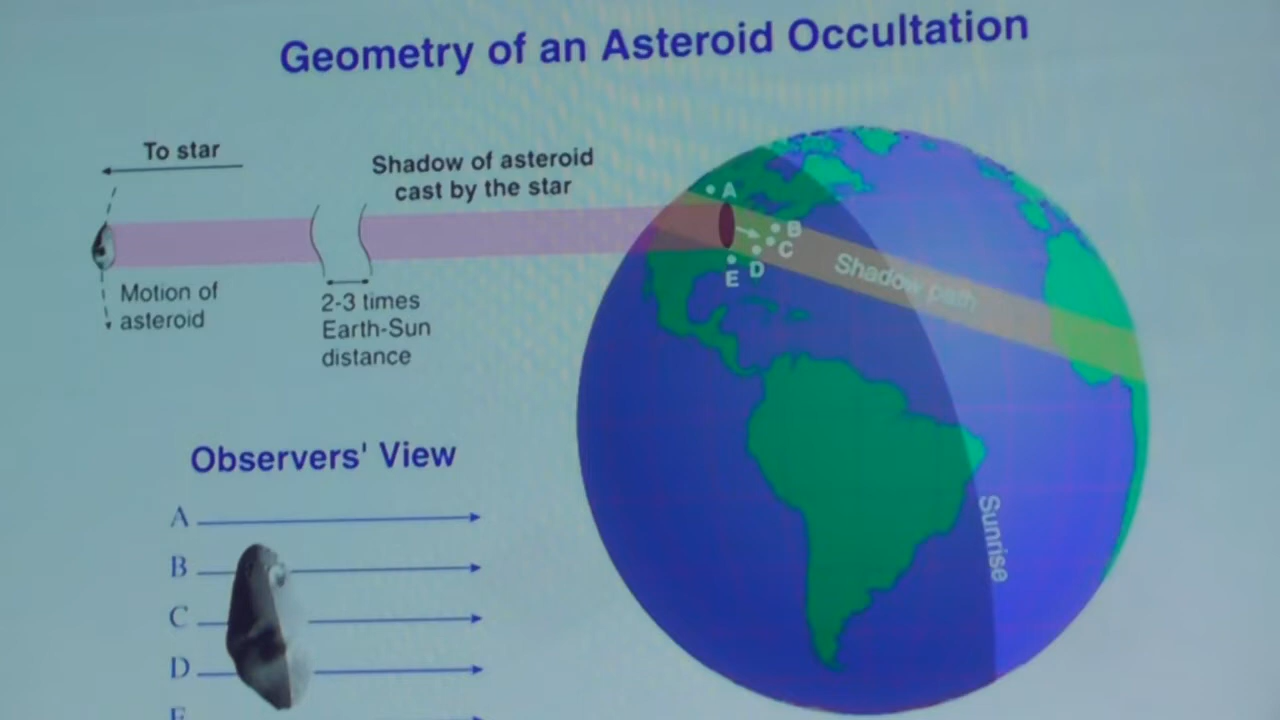 Geometry of an Asteroid Occultation
To star
Shadow of asteroid
cast by the star
Motion of
asteroid
2-3 times
Earth-Sun
distance
A
B
C
D
E
Shadow path
Sunrise
Observers' View
A
B
C
D
E